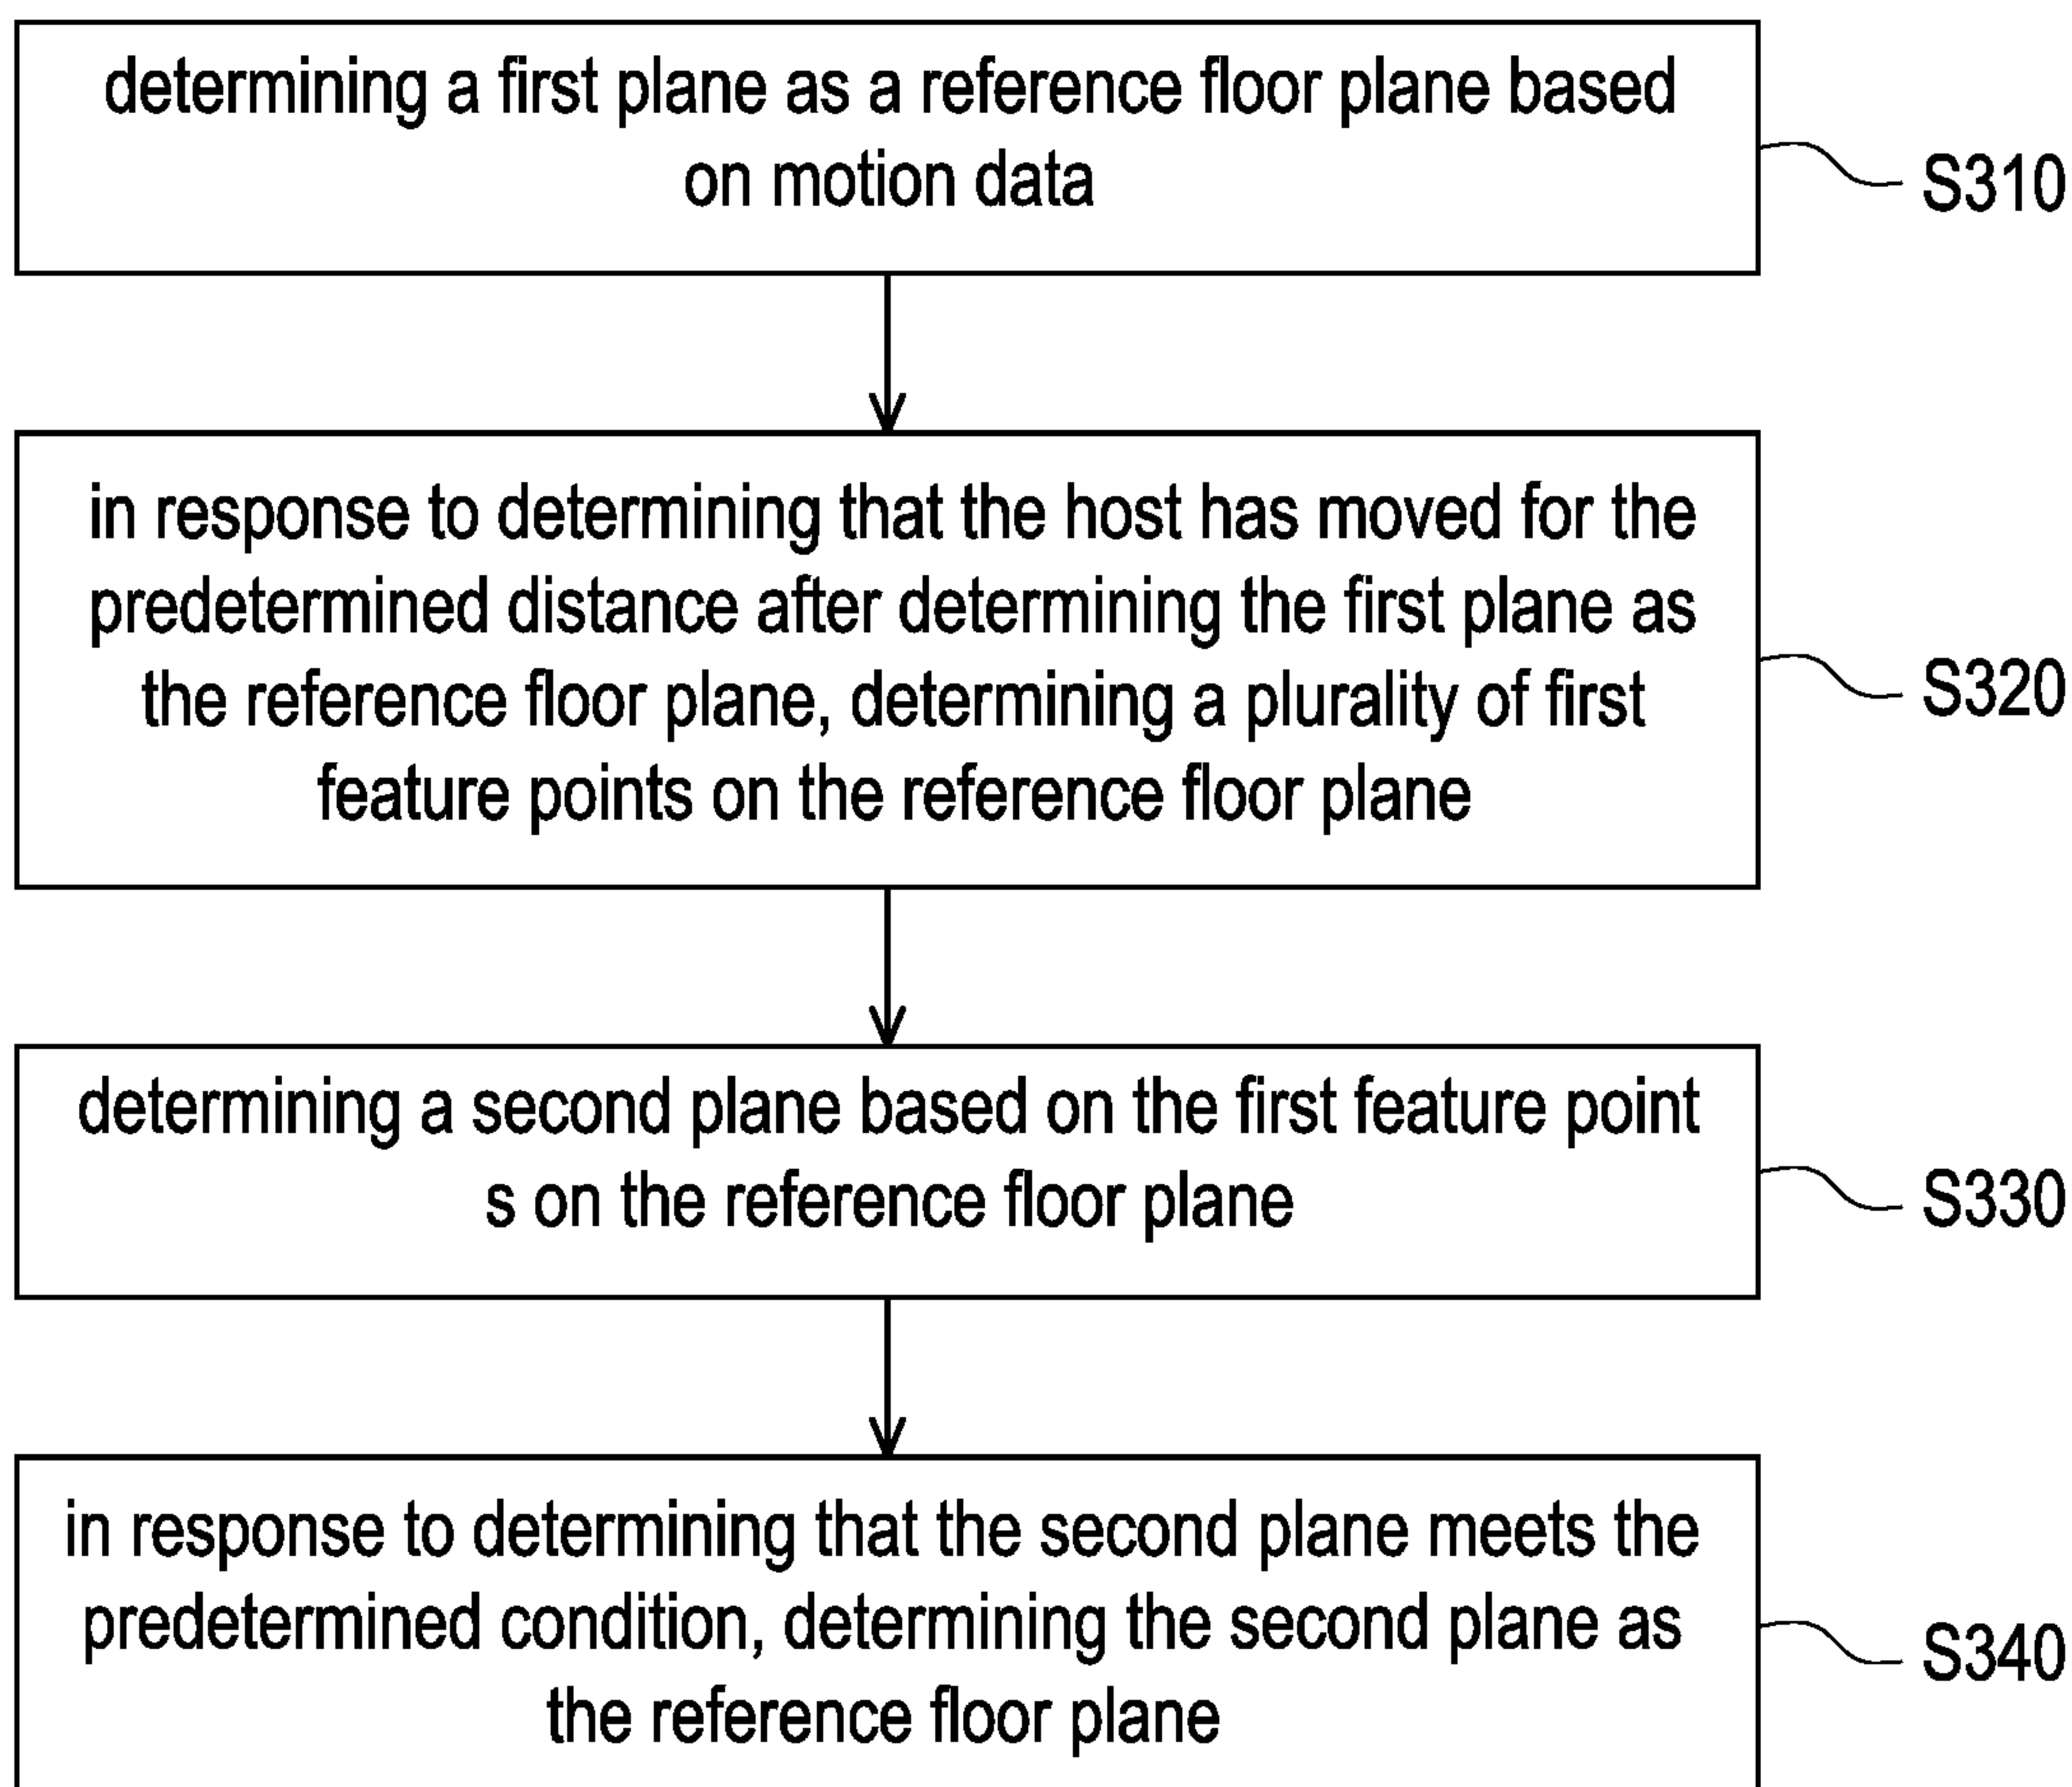 determining a first plane as a reference floor plane based
on motion data
S310
in response to determining that the host has moved for the
predetermined distance after determining the first plane as
the reference floor plane, determining a plurality of first
feature points on the reference floor plane
S320
determining a second plane based on the first feature point
s on the reference floor plane
S330
in response to determining that the second plane meets the
predetermined condition, determining the second plane as
the reference floor plane
S340